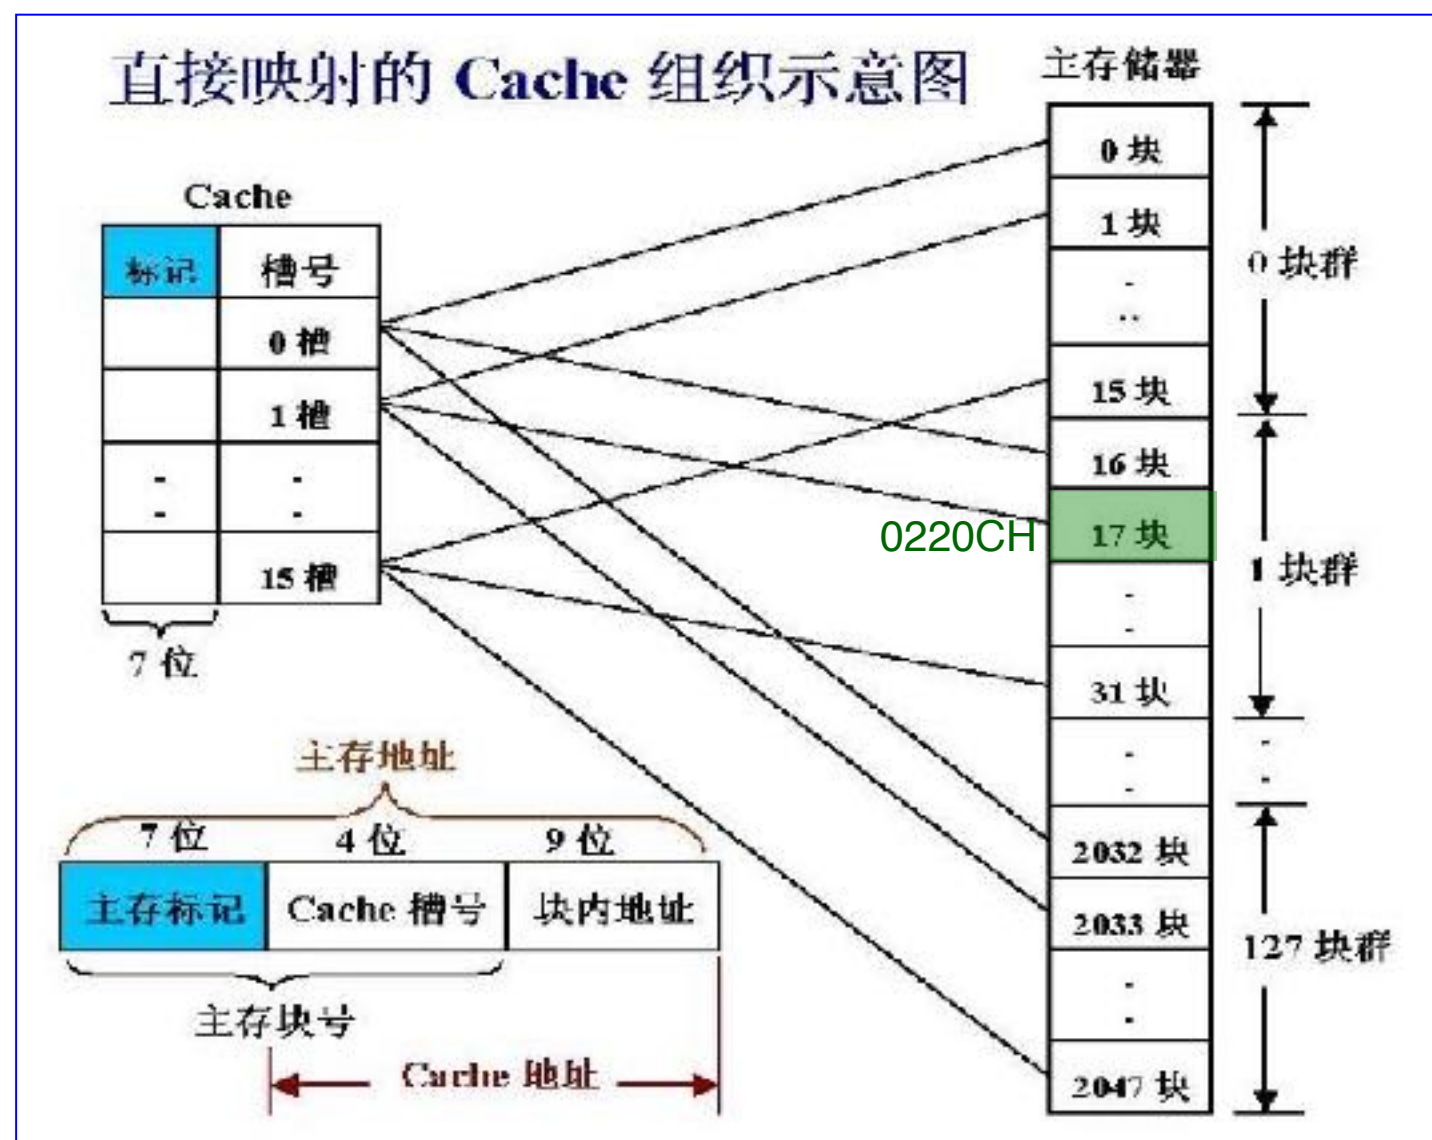 直接映射的 Cache 组织示意图
主存储器
Cache
标记
槽号
0 槽
1 槽
15 槽
7 位
0 块
1 块
15 块
16 块
0220CH
17 块
31 块
2032 块
2033 块
2047 块
0 块群
1 块群
127 块群
主存地址
7 位
4 位
9 位
主存标记
Cache 槽号
块内地址
主存块号
Cache 地址